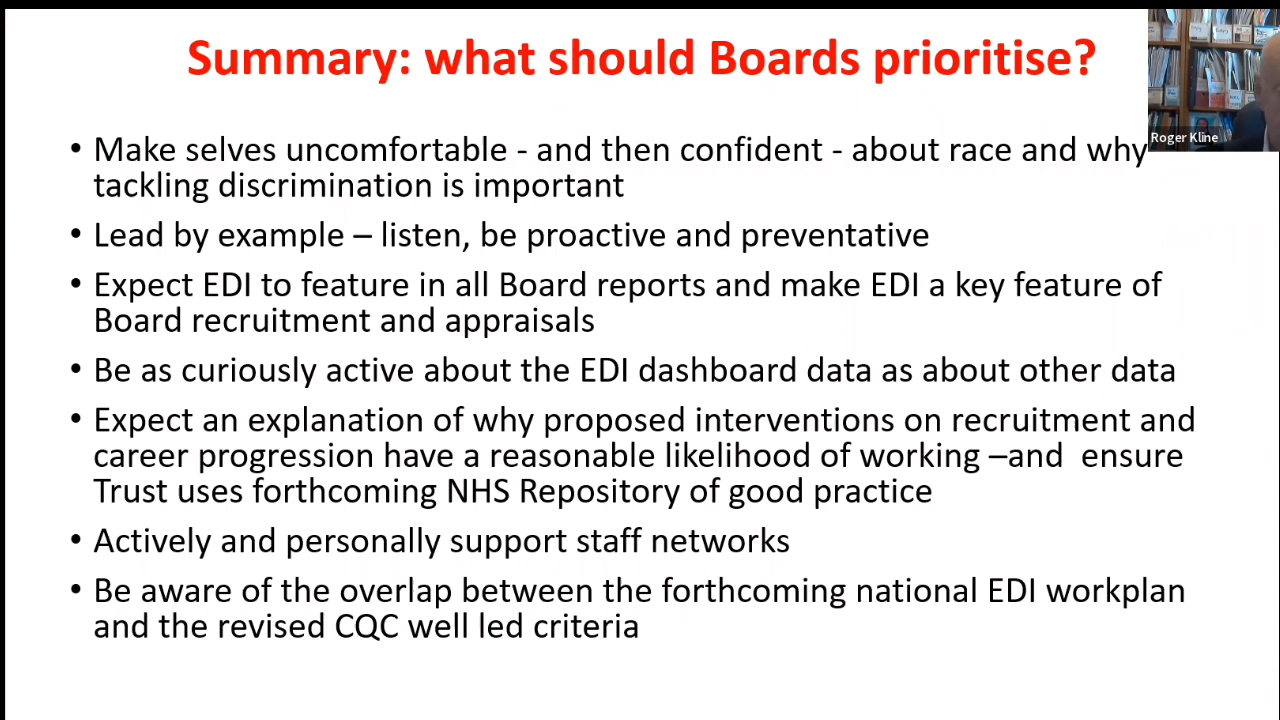 Summary: what should Boards prioritise?
Roger Kline
• Make selves uncomfortable - and then confident - about race and why
tackling discrimination is important
• Lead by example – listen, be proactive and preventative
• Expect EDI to feature in all Board reports and make EDI a key feature of
Board recruitment and appraisals
• Be as curiously active about the EDI dashboard data as about other data
• Expect an explanation of why proposed interventions on recruitment and
career progression have a reasonable likelihood of working –and  ensure
Trust uses forthcoming NHS Repository of good practice
• Actively and personally support staff networks
• Be aware of the overlap between the forthcoming national EDI workplan
and the revised CQC well led criteria